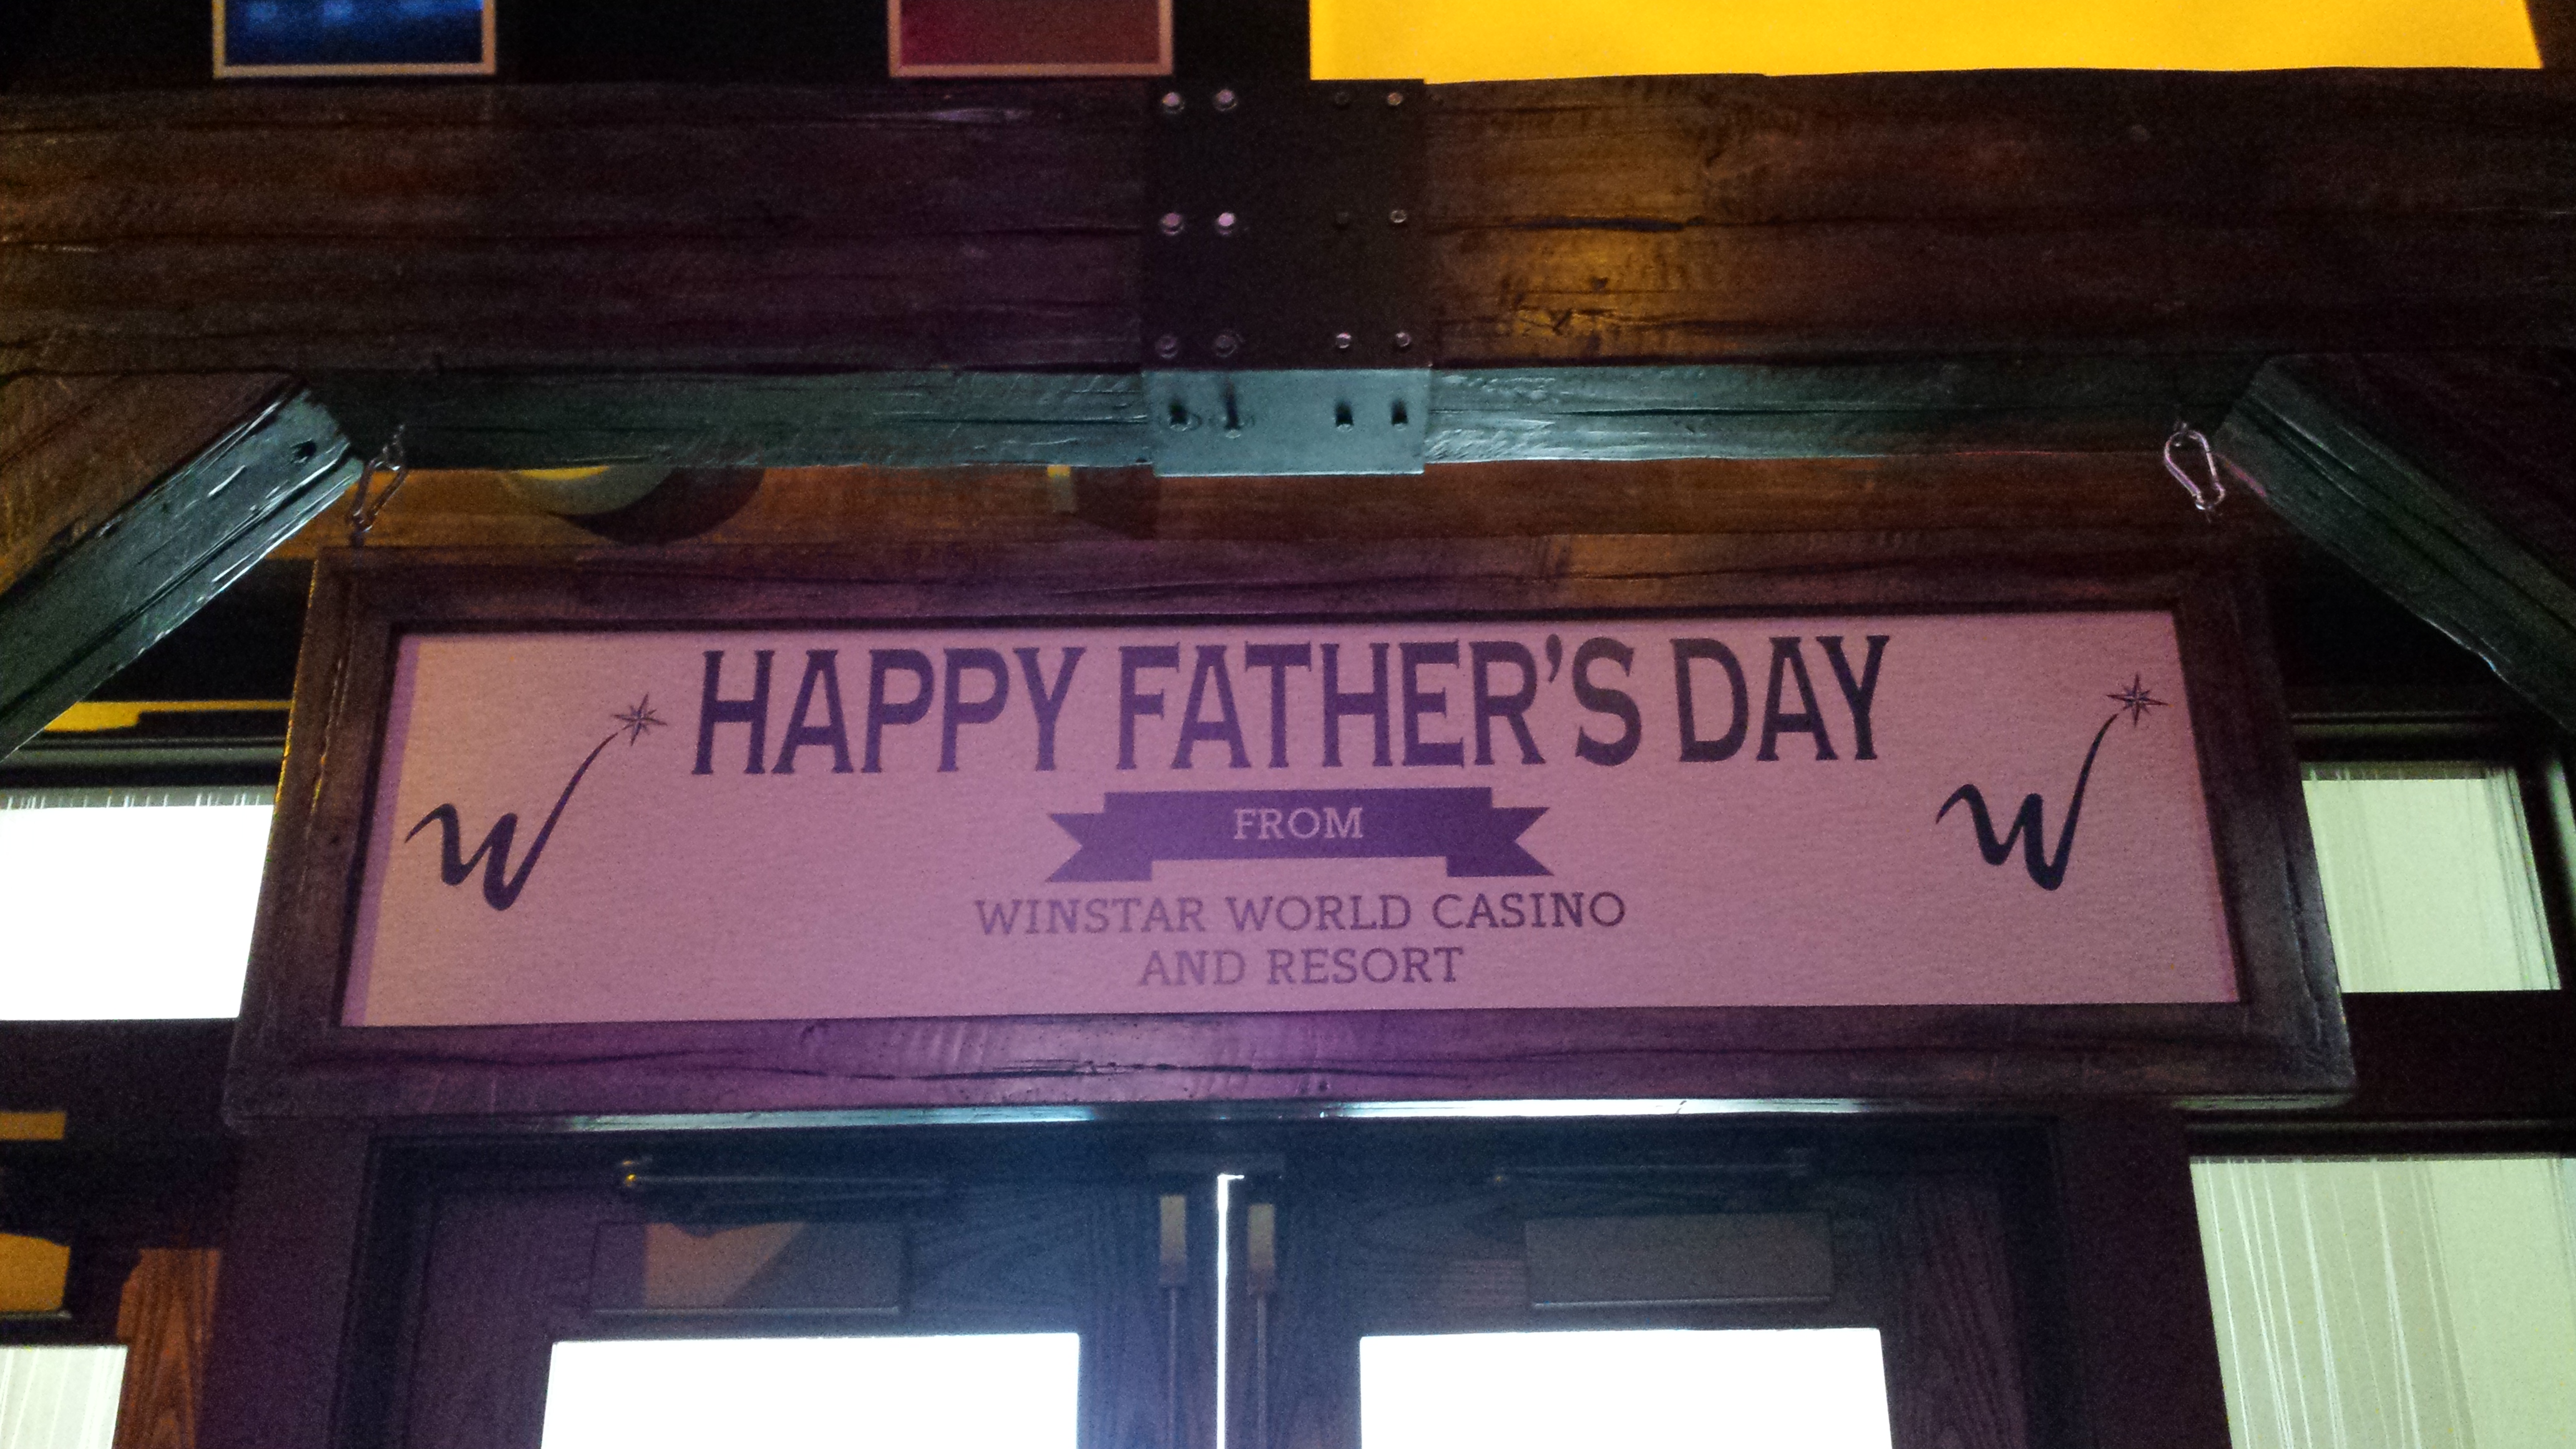 HAPPY FATHER'S DAY
FROM
WINSTAR WORLD CASINO
AND RESORT
W
W